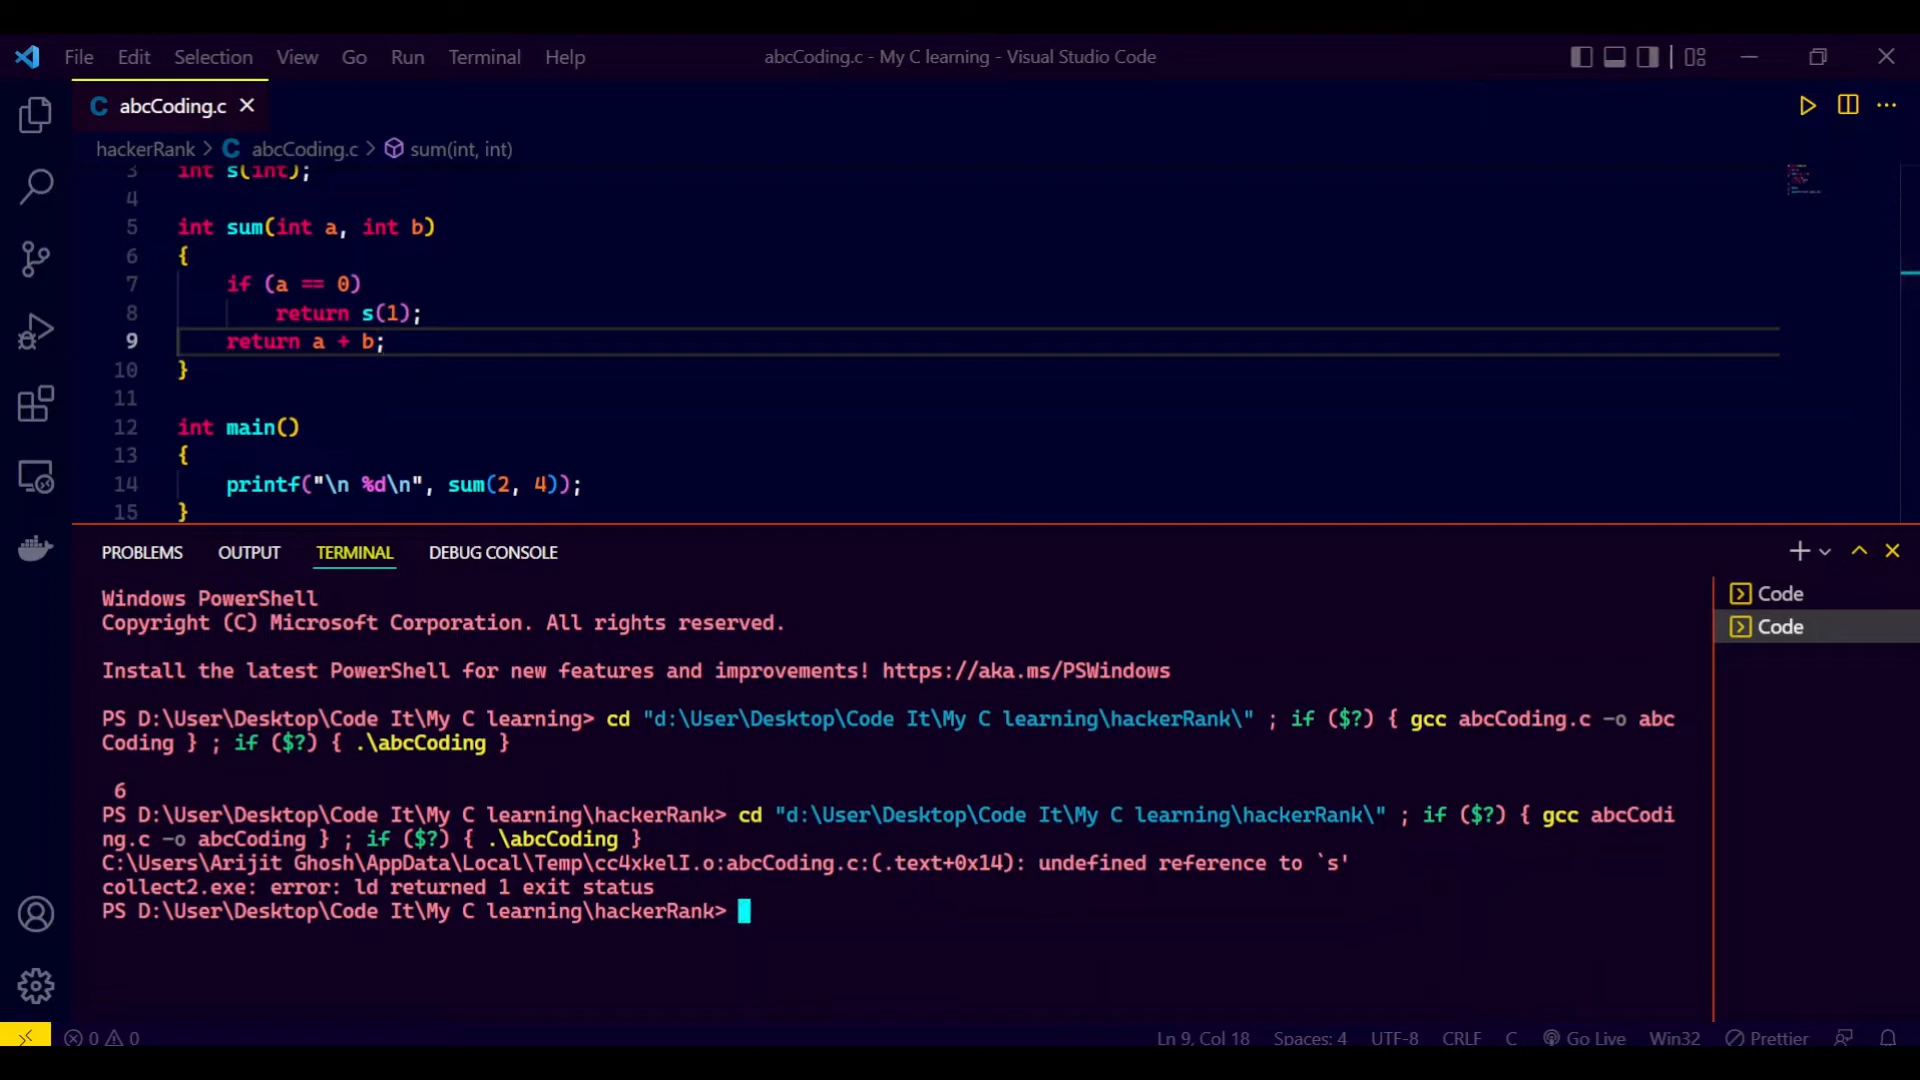 File Edit Selection View Go Run Terminal Help abcCoding.c - My C learning - Visual Studio Code
C abcCoding.c
hackerRank > C abcCoding.c > sum(int, int)
3 int s(int);
4
5 int sum(int a, int b)
6 {
7 if (a == 0)
8 return s(1);
9 return a + b;
10 }
11
12 int main()
13 {
14 printf("\n %d\n", sum(2, 4));
15 }
PROBLEMS OUTPUT TERMINAL DEBUG CONSOLE
Windows PowerShell
Copyright (C) Microsoft Corporation. All rights reserved.
Install the latest PowerShell for new features and improvements! https://aka.ms/PSWindows
PS D:\User\Desktop\Code It\My C learning> cd "d:\User\Desktop\Code It\My C learning\hackerRank\" ; if ($?) { gcc abcCoding.c -o abc
Coding } ; if ($?) { .\abcCoding }
6
PS D:\User\Desktop\Code It\My C learning\hackerRank> cd "d:\User\Desktop\Code It\My C learning\hackerRank\" ; if ($?) { gcc abcCodi
ng.c -o abcCoding } ; if ($?) { .\abcCoding }
C:\Users\Arijit Ghosh\AppData\Local\Temp\cc4xkelI.o:abcCoding.c:(.text+0x14): undefined reference to `s'
collect2.exe: error: ld returned 1 exit status
PS D:\User\Desktop\Code It\My C learning\hackerRank>
Code
Code
0 0 Ln 9, Col 18 Spaces: 4 UTF-8 CRLF C Go Live Win32 Prettier